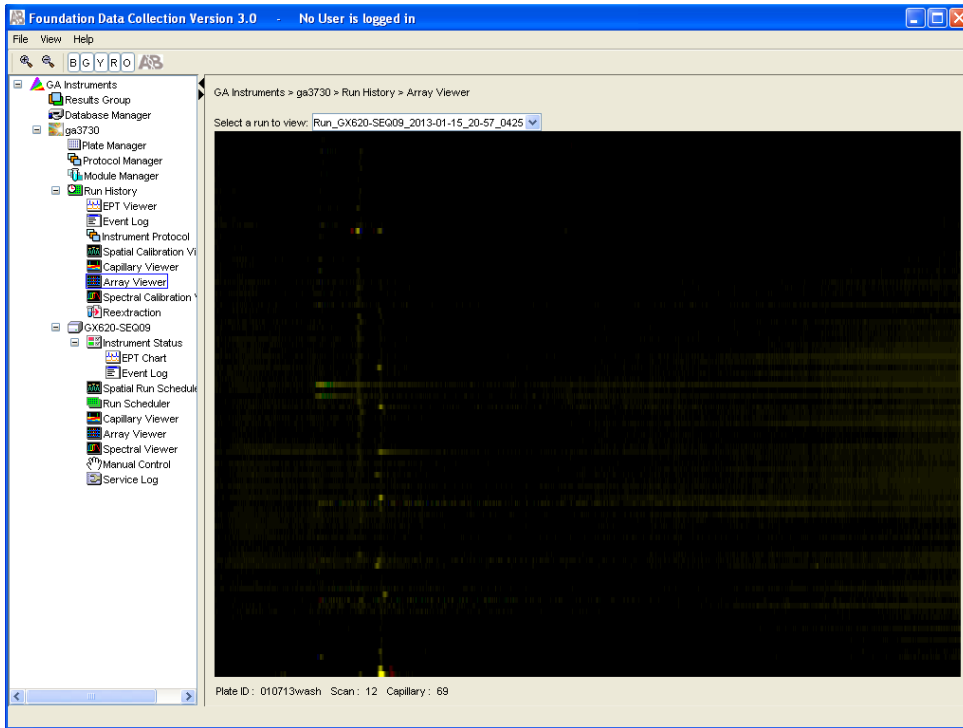 Foundation Data Collection Version 3.0 - No User is logged in
File View Help
B G Y R O AB
GA Instruments
Results Group
Database Manager
ga3730
Plate Manager
Protocol Manager
Module Manager
Run History
EPT Viewer
Event Log
Instrument Protocol
Spatial Calibration Vi
Capillary Viewer
Array Viewer
Spectral Calibration V
Reextraction
GX620-SEQ09
Instrument Status
EPT Chart
Event Log
Spatial Run Schedule
Run Scheduler
Capillary Viewer
Array Viewer
Spectral Viewer
Manual Control
Service Log
GA Instruments > ga3730 > Run History > Array Viewer
Select a run to view: Run_GX620-SEQ09_2013-01-15_20-57_0425
Plate ID : 010713wash Scan : 12 Capillary : 69